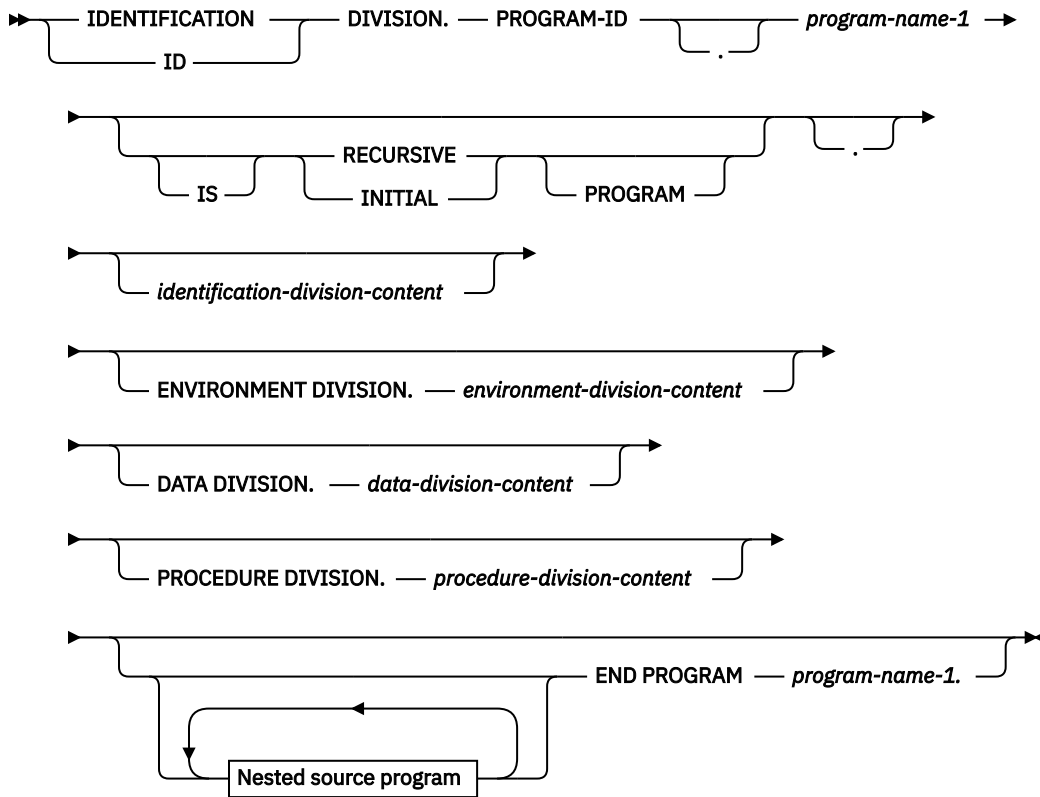 IDENTIFICATION DIVISION. PROGRAM-ID program-name-1
ID .
RECURSIVE .
IS INITIAL PROGRAM
identification-division-content
ENVIRONMENT DIVISION. environment-division-content
DATA DIVISION. data-division-content
PROCEDURE DIVISION. procedure-division-content
END PROGRAM program-name-1.
Nested source program